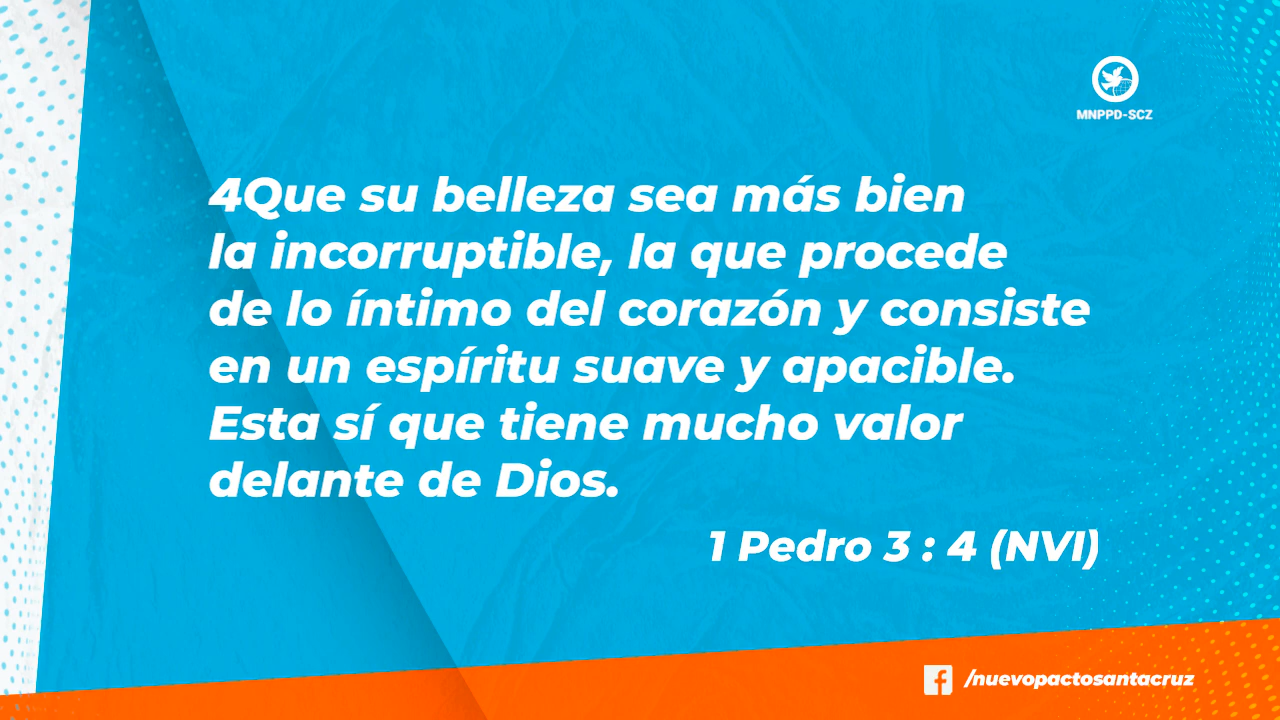 MNPPD-SCZ
4Que su belleza sea más bien
la incorruptible, la que procede
de lo íntimo del corazón y consiste
en un espíritu suave y apacible.
Esta sí que tiene mucho valor
delante de Dios.
1 Pedro 3 : 4 (NVI)
/nuevopactosantacruz